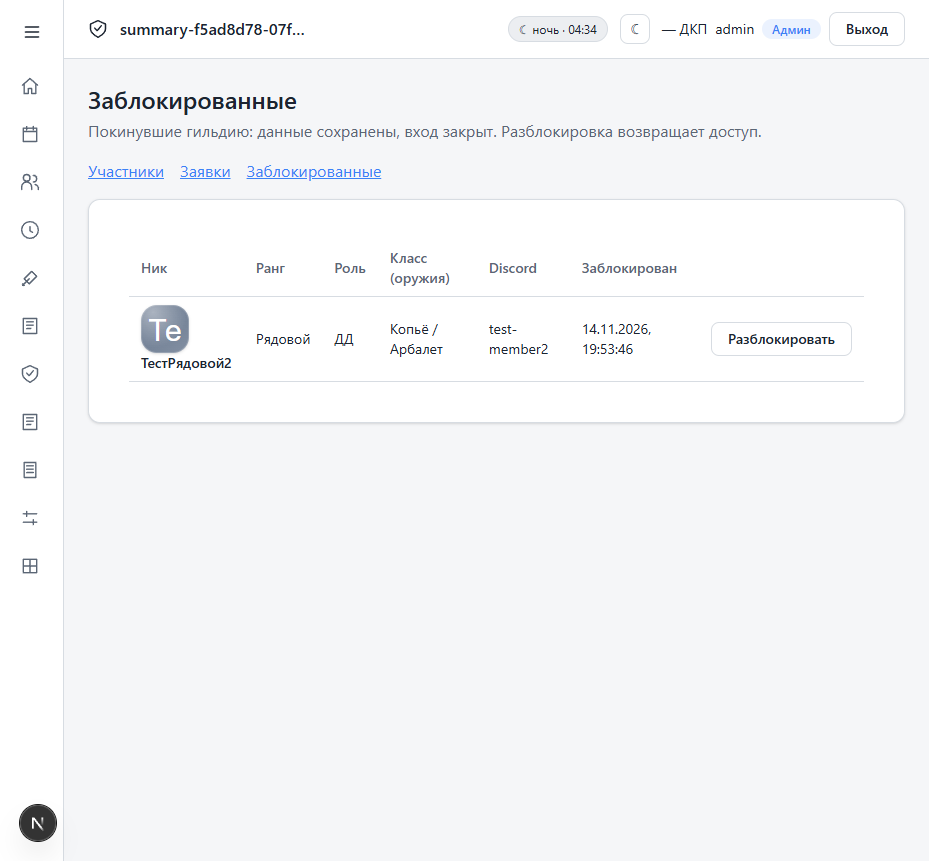 summary-f5ad8d78-07f...
ночь · 04:34
— ДКП admin Админ Выход
Заблокированные
Покинувшие гильдию: данные сохранены, вход закрыт. Разблокировка возвращает доступ.
Участники Заявки Заблокированные
Ник Ранг Роль Класс (оружия) Discord Заблокирован
Te
ТестРядовой2
Рядовой
ДД
Копьё /
Арбалет
test-
member2
14.11.2026,
19:53:46
Разблокировать
N